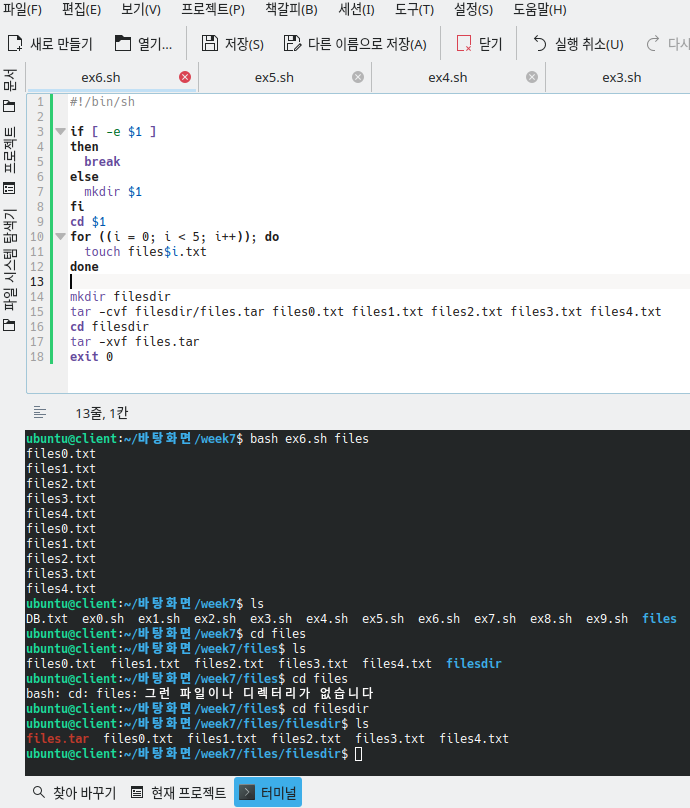 파일(F) 편집(E) 보기(V) 프로젝트(P) 책갈피(B) 세션(I) 도구(T) 설정(S) 도움말(H)
새로 만들기 열기... 저장(S) 다른 이름으로 저장(A) 닫기 실행 취소(U) 다시
ex6.sh ex5.sh ex4.sh ex3.sh
문서
프로젝트
파일 시스템 탐색기
1 #!/bin/sh
2
3 if [ -e $1 ]
4 then
5 break
6 else
7 mkdir $1
8 fi
9 cd $1
10 for ((i = 0; i < 5; i++)); do
11 touch files$i.txt
12 done
13
14 mkdir filesdir
15 tar -cvf filesdir/files.tar files0.txt files1.txt files2.txt files3.txt files4.txt
16 cd filesdir
17 tar -xvf files.tar
18 exit 0
13줄, 1칸
ubuntu@client:~/바탕화면/week7$ bash ex6.sh files
files0.txt
files1.txt
files2.txt
files3.txt
files4.txt
files0.txt
files1.txt
files2.txt
files3.txt
files4.txt
ubuntu@client:~/바탕화면/week7$ ls
DB.txt ex0.sh ex1.sh ex2.sh ex3.sh ex4.sh ex5.sh ex6.sh ex7.sh ex8.sh ex9.sh files
ubuntu@client:~/바탕화면/week7$ cd files
ubuntu@client:~/바탕화면/week7/files$ ls
files0.txt files1.txt files2.txt files3.txt files4.txt filesdir
ubuntu@client:~/바탕화면/week7/files$ cd files
bash: cd: files: 그런 파일이나 디렉터리가 없습니다
ubuntu@client:~/바탕화면/week7/files$ cd filesdir
ubuntu@client:~/바탕화면/week7/files/filesdir$ ls
files.tar files0.txt files1.txt files2.txt files3.txt files4.txt
ubuntu@client:~/바탕화면/week7/files/filesdir$
찾아 바꾸기 현재 프로젝트 터미널